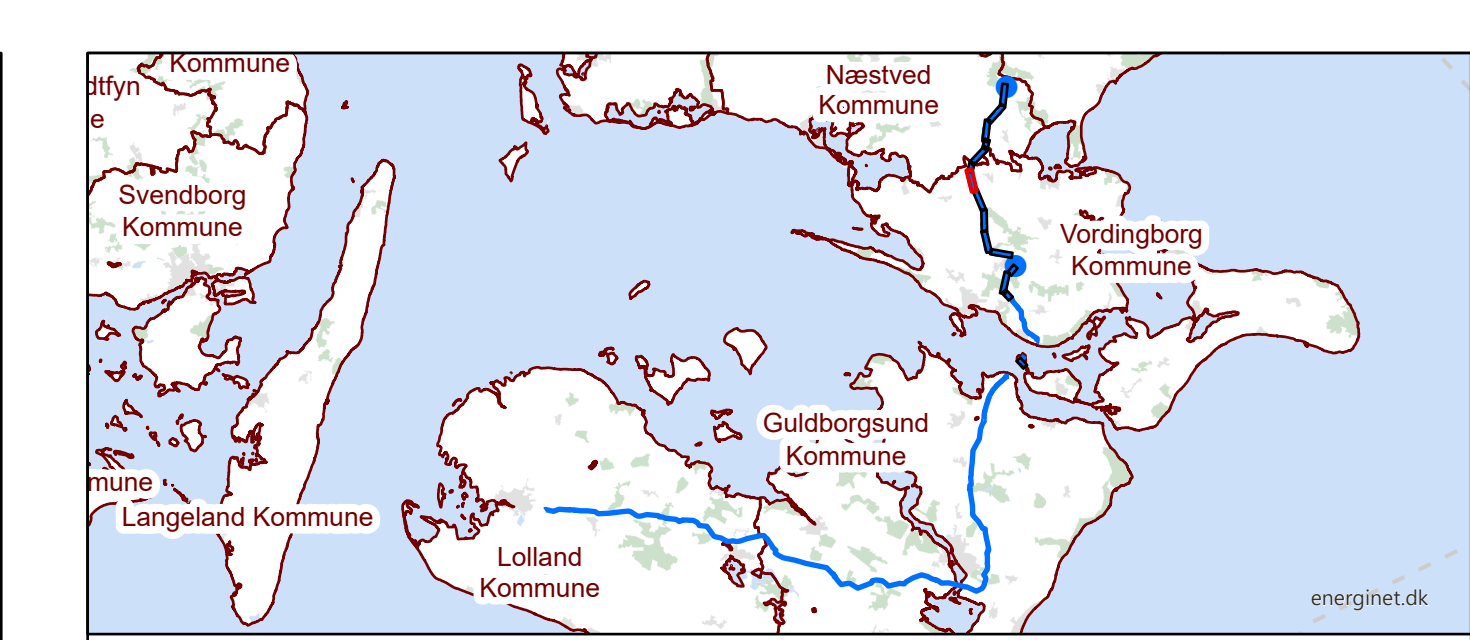 Kommune
dtfyn
e
Næstved
Kommune
Svendborg
Kommune
Vordingborg
Kommune
Guldborgsund
Kommune
mune
Langeland Kommune
Lolland
Kommune
energinet.dk